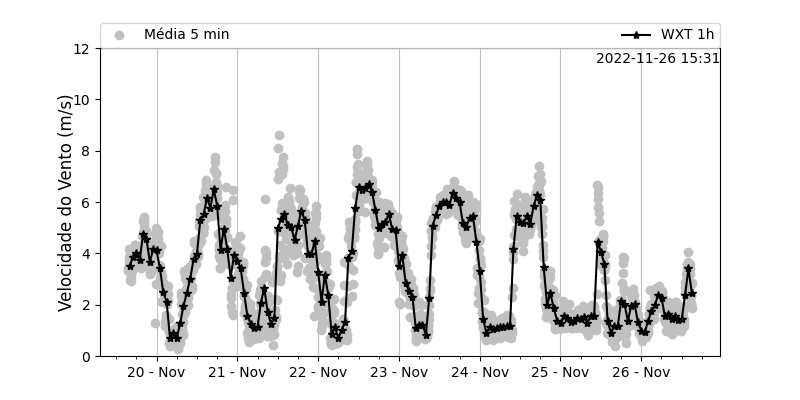 Média 5 min
WXT 1h
2022-11-26 15:31
Velocidade do Vento (m/s)
12
10
8
6
4
2
0
20 - Nov
21 - Nov
22 - Nov
23 - Nov
24 - Nov
25 - Nov
26 - Nov